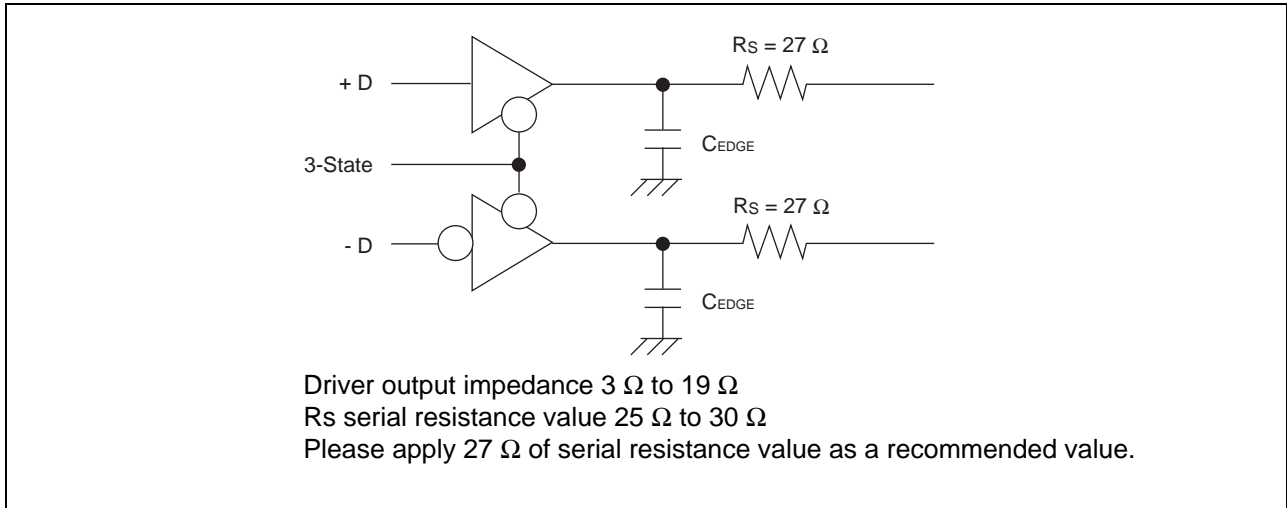 Rs = 27 Ω
+ D
CEDGE
3-State
Rs = 27 Ω
- D
CEDGE
Driver output impedance 3 Ω to 19 Ω
Rs serial resistance value 25 Ω to 30 Ω
Please apply 27 Ω of serial resistance value as a recommended value.